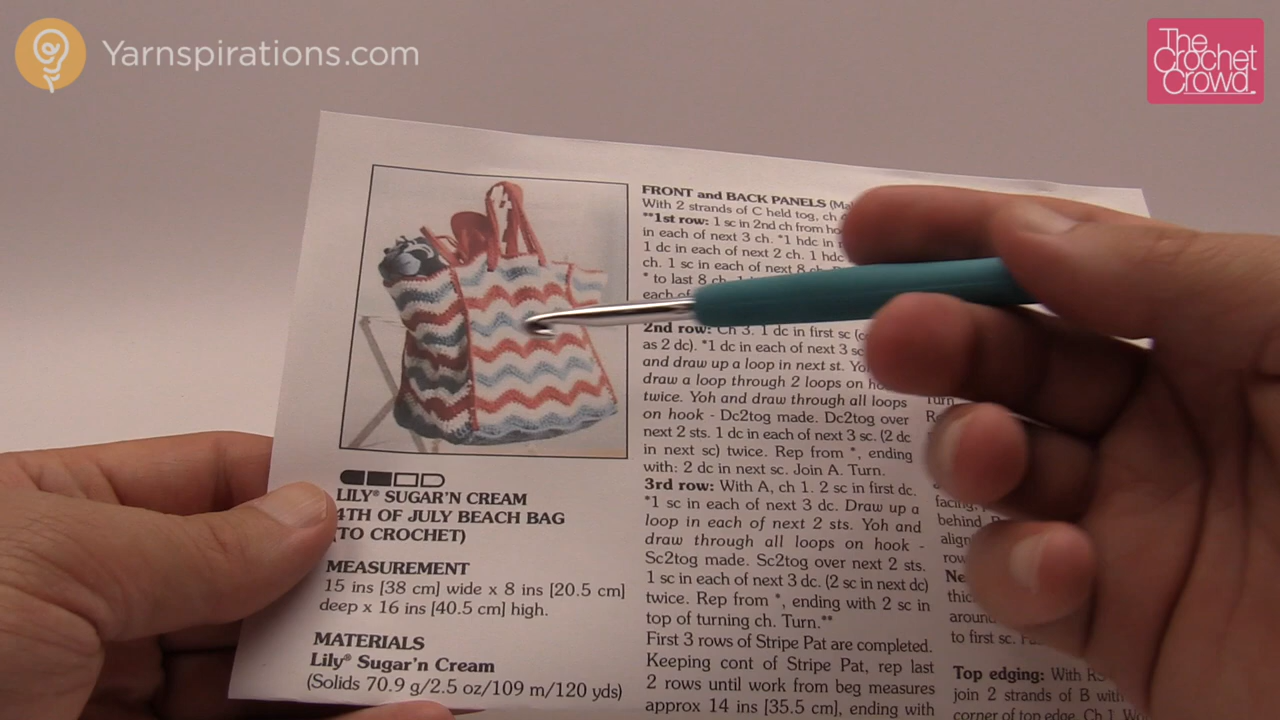 Yarnspirations.com
The
Crochet
Crowd
LILY® SUGAR'N CREAM
4TH OF JULY BEACH BAG
(TO CROCHET)
MEASUREMENT
15 ins [38 cm] wide x 8 ins [20.5 cm]
deep x 16 ins [40.5 cm] high.
MATERIALS
Lily® Sugar'n Cream
(Solids 70.9 g/2.5 oz/109 m/120 yds)
FRONT and BACK PANELS
With 2 strands of C held tog, ch
**1st row: 1 sc in 2nd ch from
in each of next 3 ch. *1 hdc in
1 dc in each of next 2 ch. 1 hdc
ch. 1 sc in each of next 8
* to last 8 ch.
each of
2nd row: Ch 3. 1 dc in first sc
as 2 dc). *1 dc in each of next 3 sc
and draw up a loop in next st.
draw a loop through 2 loops on
twice. Yoh and draw through all loops
on hook - Dc2tog made. Dc2tog over
next 2 sts. 1 dc in each of next 3 sc. (2 dc
in next sc) twice. Rep from *, ending
with: 2 dc in next sc. Join A. Turn.
3rd row: With A, ch 1. 2 sc in first dc.
*1 sc in each of next 3 dc. Draw up a
loop in each of next 2 sts. Yoh and
draw through all loops on hook -
Sc2tog made. Sc2tog over next 2 sts.
1 sc in each of next 3 dc. (2 sc in next dc)
twice. Rep from *, ending with 2 sc in
top of turning ch. Turn.**
First 3 rows of Stripe Pat are completed.
Keeping cont of Stripe Pat, rep last
2 rows until work from beg measures
approx 14 ins [35.5 cm], ending with
behind
around
to first sc.
Top edging: With RS
join 2 strands of B with
corner of top edge. Ch 1.